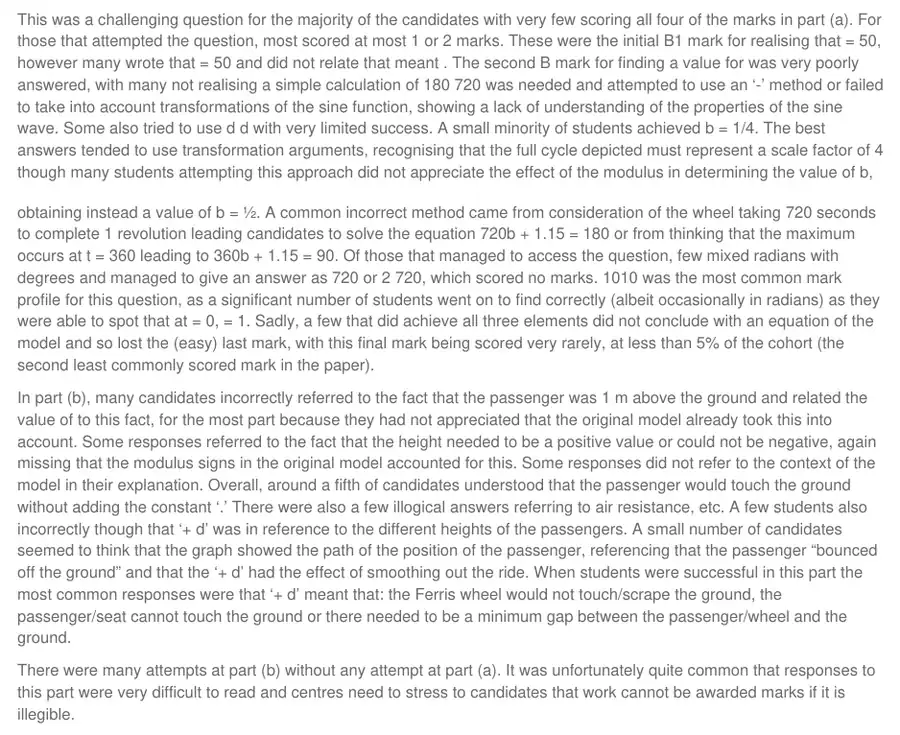 This was a challenging question for the majority of the candidates with very few scoring all four of the marks in part (a). For
those that attempted the question, most scored at most 1 or 2 marks. These were the initial B1 mark for realising that = 50,
however many wrote that = 50 and did not relate that meant . The second B mark for finding a value for was very poorly
answered, with many not realising a simple calculation of 180 720 was needed and attempted to use an ‘-’ method or failed
to take into account transformations of the sine function, showing a lack of understanding of the properties of the sine
wave. Some also tried to use d d with very limited success. A small minority of students achieved b = 1/4. The best
answers tended to use transformation arguments, recognising that the full cycle depicted must represent a scale factor of 4
though many students attempting this approach did not appreciate the effect of the modulus in determining the value of b,
obtaining instead a value of b = ½. A common incorrect method came from consideration of the wheel taking 720 seconds
to complete 1 revolution leading candidates to solve the equation 720b + 1.15 = 180 or from thinking that the maximum
occurs at t = 360 leading to 360b + 1.15 = 90. Of those that managed to access the question, few mixed radians with
degrees and managed to give an answer as 720 or 2 720, which scored no marks. 1010 was the most common mark
profile for this question, as a significant number of students went on to find correctly (albeit occasionally in radians) as they
were able to spot that at = 0, = 1. Sadly, a few that did achieve all three elements did not conclude with an equation of the
model and so lost the (easy) last mark, with this final mark being scored very rarely, at less than 5% of the cohort (the
second least commonly scored mark in the paper).
In part (b), many candidates incorrectly referred to the fact that the passenger was 1 m above the ground and related the
value of to this fact, for the most part because they had not appreciated that the original model already took this into
account. Some responses referred to the fact that the height needed to be a positive value or could not be negative, again
missing that the modulus signs in the original model accounted for this. Some responses did not refer to the context of the
model in their explanation. Overall, around a fifth of candidates understood that the passenger would touch the ground
without adding the constant ‘.’ There were also a few illogical answers referring to air resistance, etc. A few students also
incorrectly though that ‘+ d’ was in reference to the different heights of the passengers. A small number of candidates
seemed to think that the graph showed the path of the position of the passenger, referencing that the passenger “bounced
off the ground” and that the ‘+ d’ had the effect of smoothing out the ride. When students were successful in this part the
most common responses were that ‘+ d’ meant that: the Ferris wheel would not touch/scrape the ground, the
passenger/seat cannot touch the ground or there needed to be a minimum gap between the passenger/wheel and the
ground.
There were many attempts at part (b) without any attempt at part (a). It was unfortunately quite common that responses to
this part were very difficult to read and centres need to stress to candidates that work cannot be awarded marks if it is
illegible.